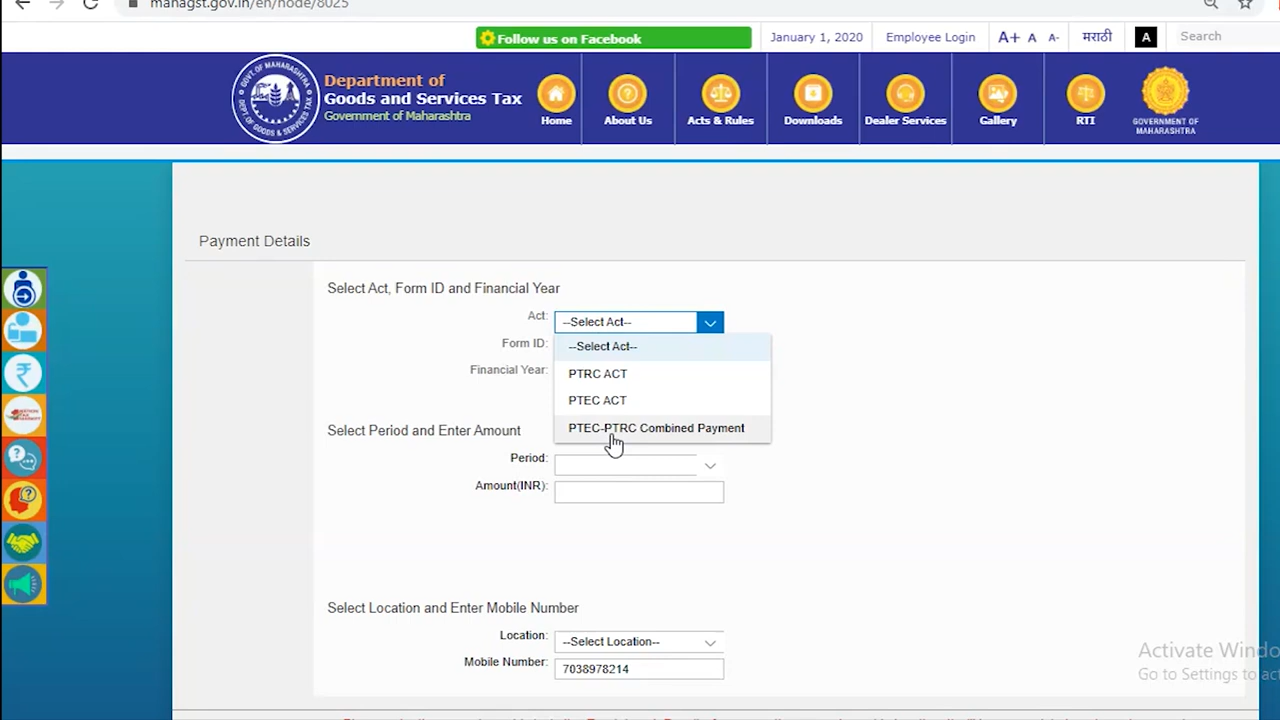 managst.gov.in/en/node/8025
Follow us on Facebook
January 1, 2020
Employee Login
A+ A A-
मराठी
A
Search
Department of
Goods and Services Tax
Government of Maharashtra
Home
About Us
Acts & Rules
Downloads
Dealer Services
Gallery
RTI
GOVERNMENT OF
MAHARASHTRA
Payment Details
Select Act, Form ID and Financial Year
Act: --Select Act--
--Select Act--
Form ID:
PTRC ACT
Financial Year:
PTEC ACT
PTEC-PTRC Combined Payment
Select Period and Enter Amount
Period:
Amount(INR):
Select Location and Enter Mobile Number
Location: --Select Location--
Mobile Number: 7038978214
Activate Windo
Go to Settings to act